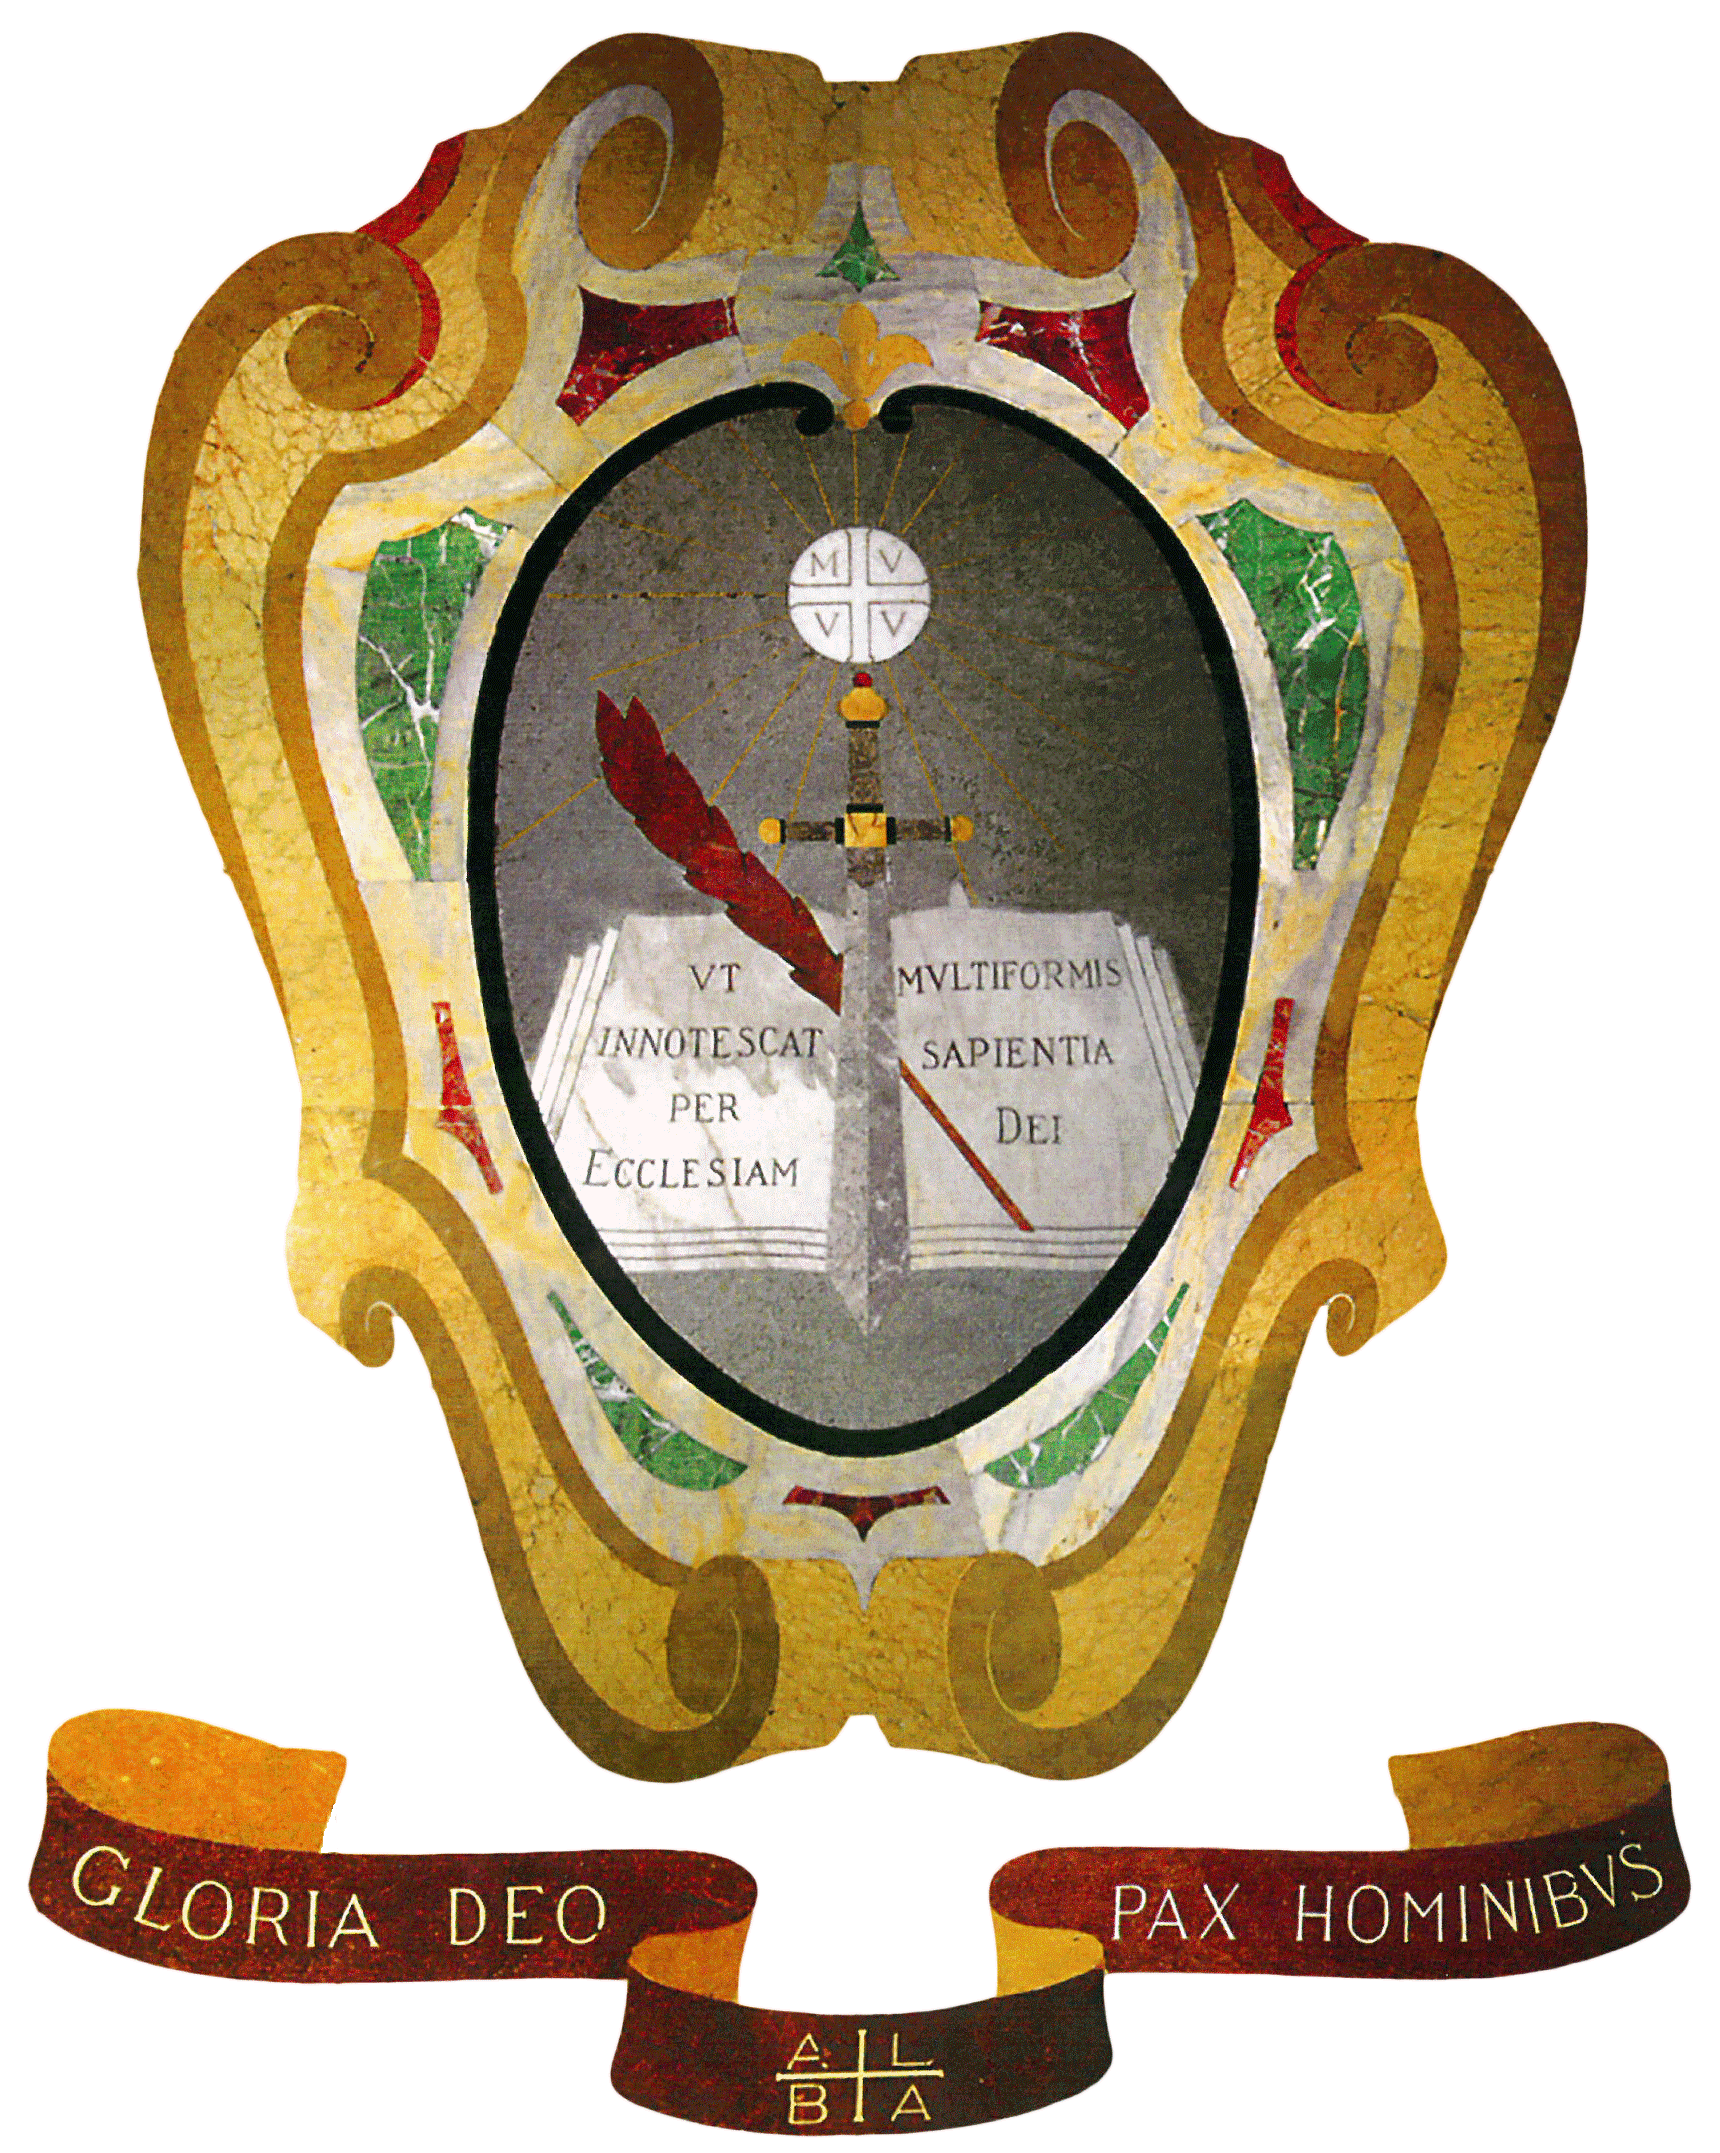 M V
V V
VT
INNOTESCAT
PER
ECCLESIAM
MVLTIFORMIS
SAPIENTIA
DEI
GLORIA DEO
PAX HOMINIBVS
A. L.
B A